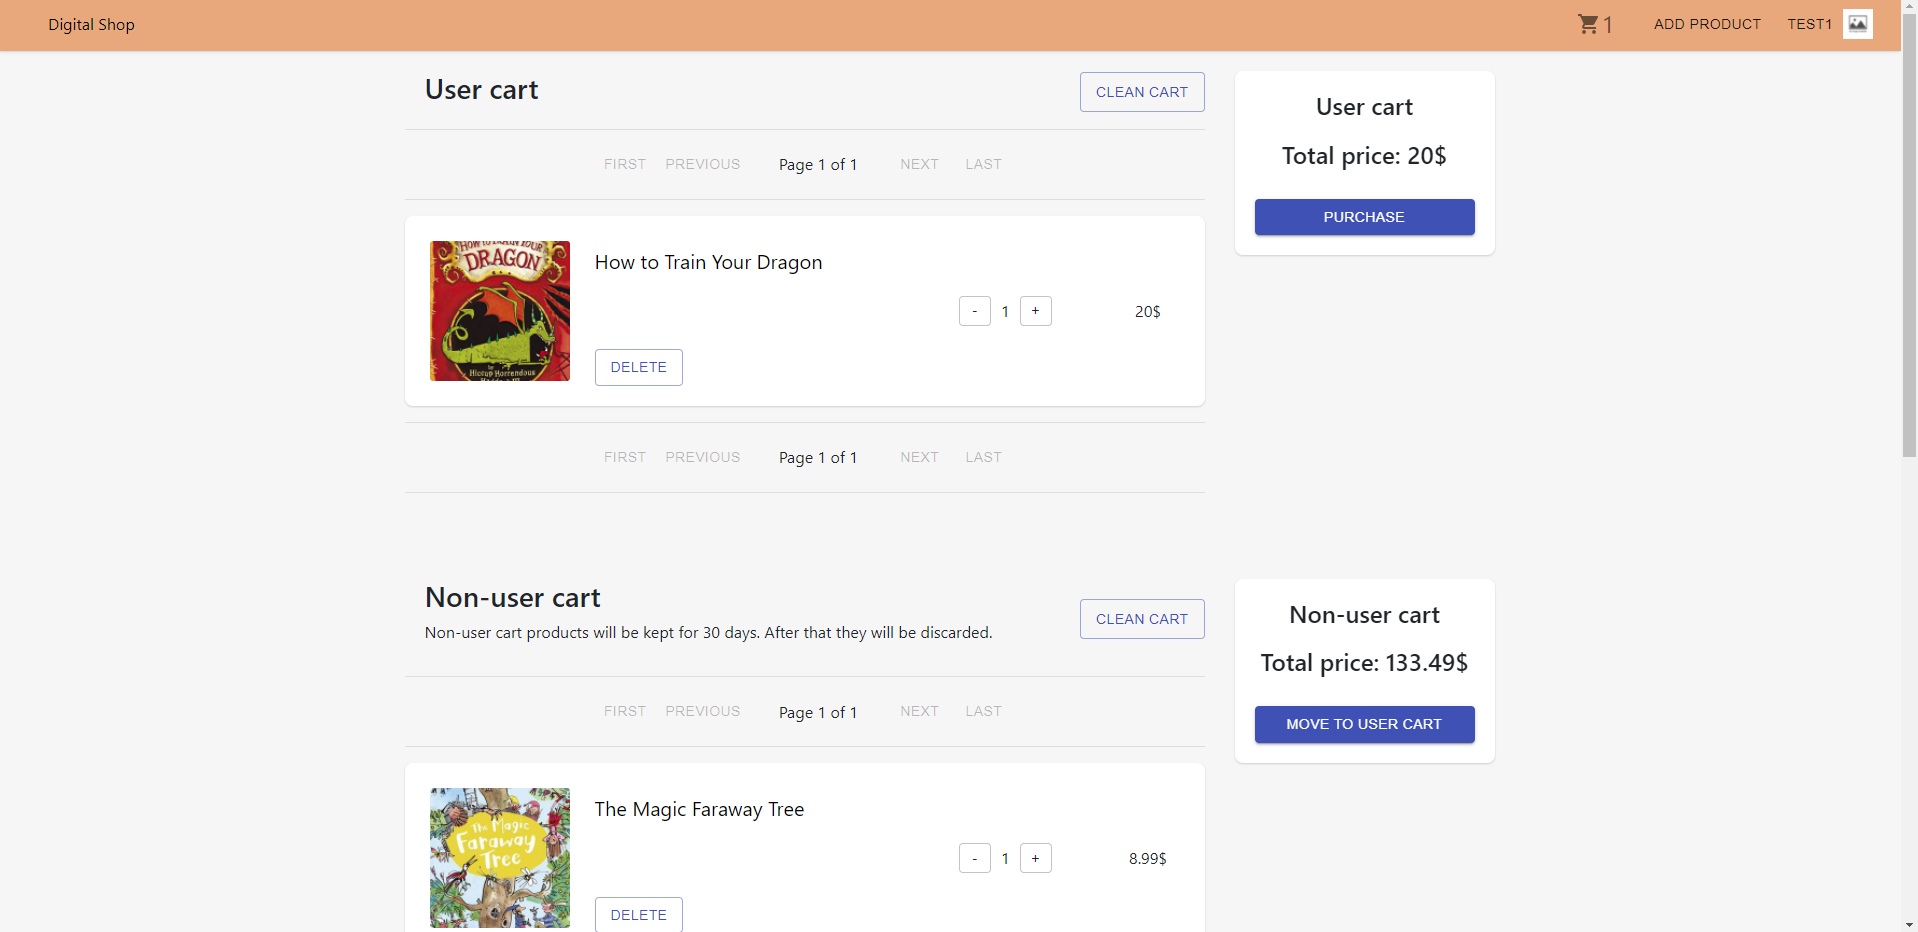 Digital Shop
1
ADD PRODUCT
TEST1
User cart
CLEAN CART
FIRST PREVIOUS Page 1 of 1 NEXT LAST
HOW TO TRAIN YOUR
DRAGON
by
Hiccup Horrendous
How to Train Your Dragon
- 1 + 20$
DELETE
FIRST PREVIOUS Page 1 of 1 NEXT LAST
User cart
Total price: 20$
PURCHASE
Non-user cart
Non-user cart products will be kept for 30 days. After that they will be discarded.
CLEAN CART
FIRST PREVIOUS Page 1 of 1 NEXT LAST
The Magic
Faraway
Tree
The Magic Faraway Tree
- 1 + 8.99$
DELETE
Non-user cart
Total price: 133.49$
MOVE TO USER CART